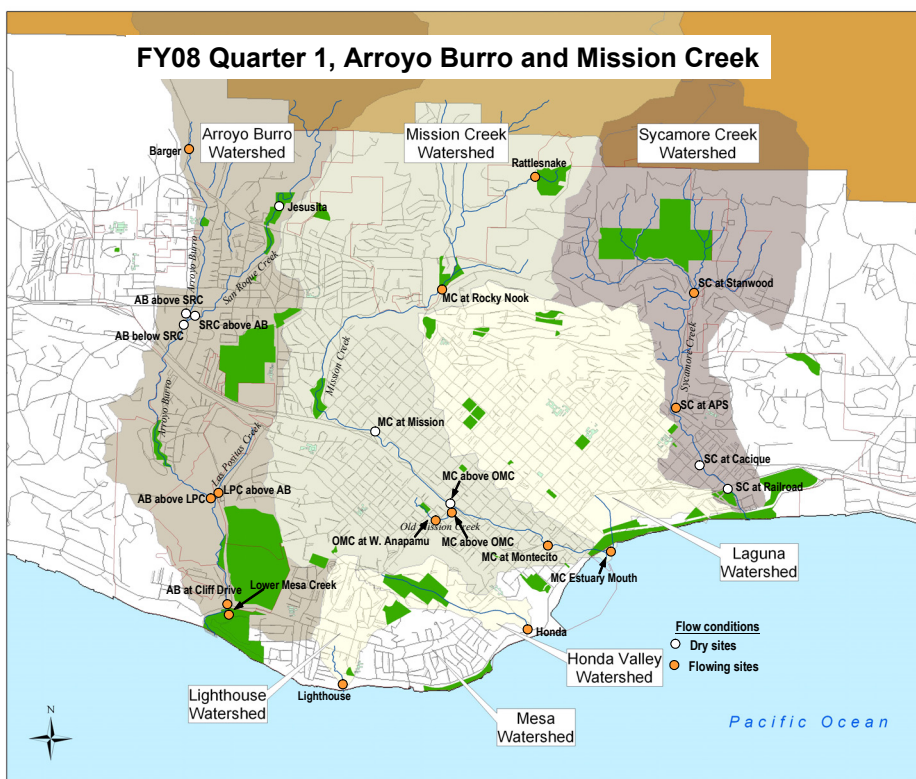 FY08 Quarter 1, Arroyo Burro and Mission Creek
Arroyo Burro
Watershed
Mission Creek
Watershed
Sycamore Creek
Watershed
Barger
Rattlesnake
Jesusita
Arroyo Burro
San Roque Creek
MC at Rocky Nook
SC at Stanwood
AB above SRC
SRC above AB
AB below SRC
Mission Creek
Sycamore Creek
Arroyo Burro
SC at APS
MC at Mission
Las Positas Creek
SC at Cacique
MC above OMC
SC at Railroad
LPC above AB
AB above LPC
Old Mission Creek
OMC at W. Anapamu
MC above OMC
MC at Montecito
MC Estuary Mouth
Laguna
Watershed
AB at Cliff Drive
Lower Mesa Creek
Honda
Flow conditions
Dry sites
Flowing sites
Honda Valley
Watershed
Lighthouse
Watershed
Lighthouse
Mesa
Watershed
N
Pacific Ocean